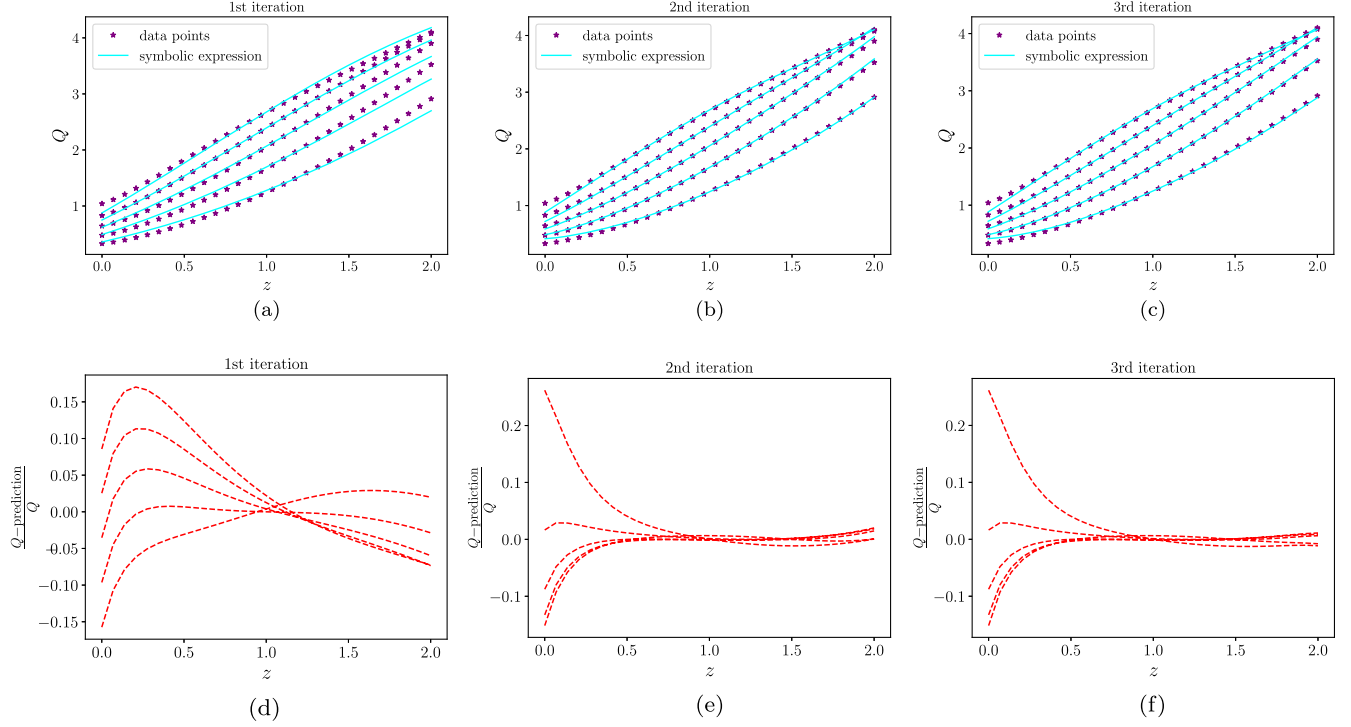 1st iteration
data points
symbolic expression
4
3
2
1
Q
0.0 0.5 1.0 1.5 2.0
z
(a)
2nd iteration
data points
symbolic expression
4
3
2
1
Q
0.0 0.5 1.0 1.5 2.0
z
(b)
3rd iteration
data points
symbolic expression
4
3
2
1
Q
0.0 0.5 1.0 1.5 2.0
z
(c)
1st iteration
0.15
0.10
0.05
0.00
−0.05
−0.10
−0.15
Q−prediction
Q
0.0 0.5 1.0 1.5 2.0
z
(d)
2nd iteration
0.2
0.1
0.0
−0.1
Q−prediction
Q
0.0 0.5 1.0 1.5 2.0
z
(e)
3rd iteration
0.2
0.1
0.0
−0.1
Q−prediction
Q
0.0 0.5 1.0 1.5 2.0
z
(f)